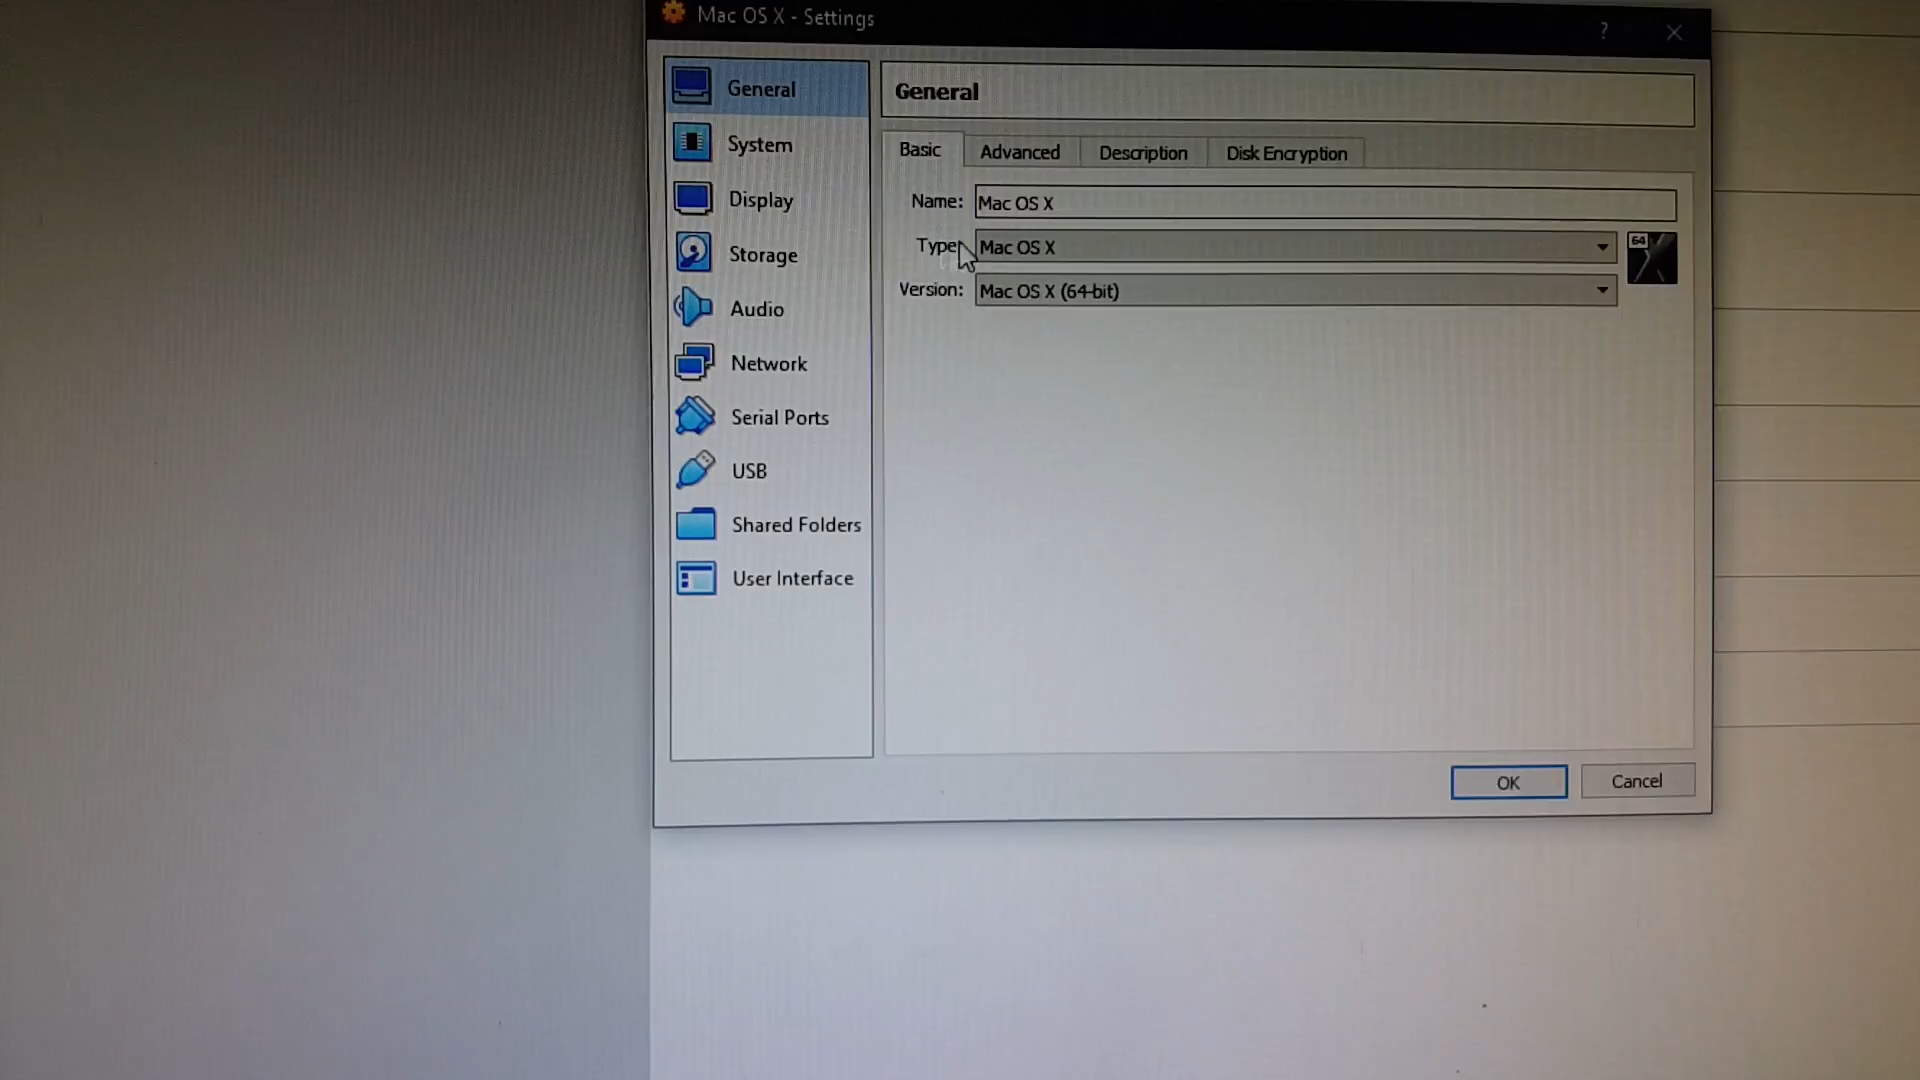 Mac OS X - Settings
?
General
System
Display
Storage
Audio
Network
Serial Ports
USB
Shared Folders
User Interface
General
Basic
Advanced
Description
Disk Encryption
Name: Mac OS X
Type: Mac OS X
64
Version: Mac OS X (64-bit)
OK
Cancel